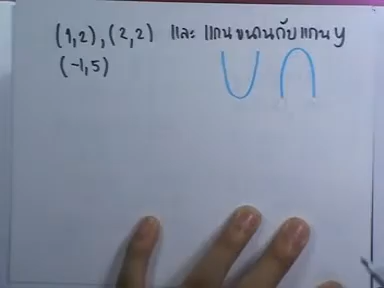 (1,2), (2,2) และ แกนขนานกับแกน y
(-1,5)